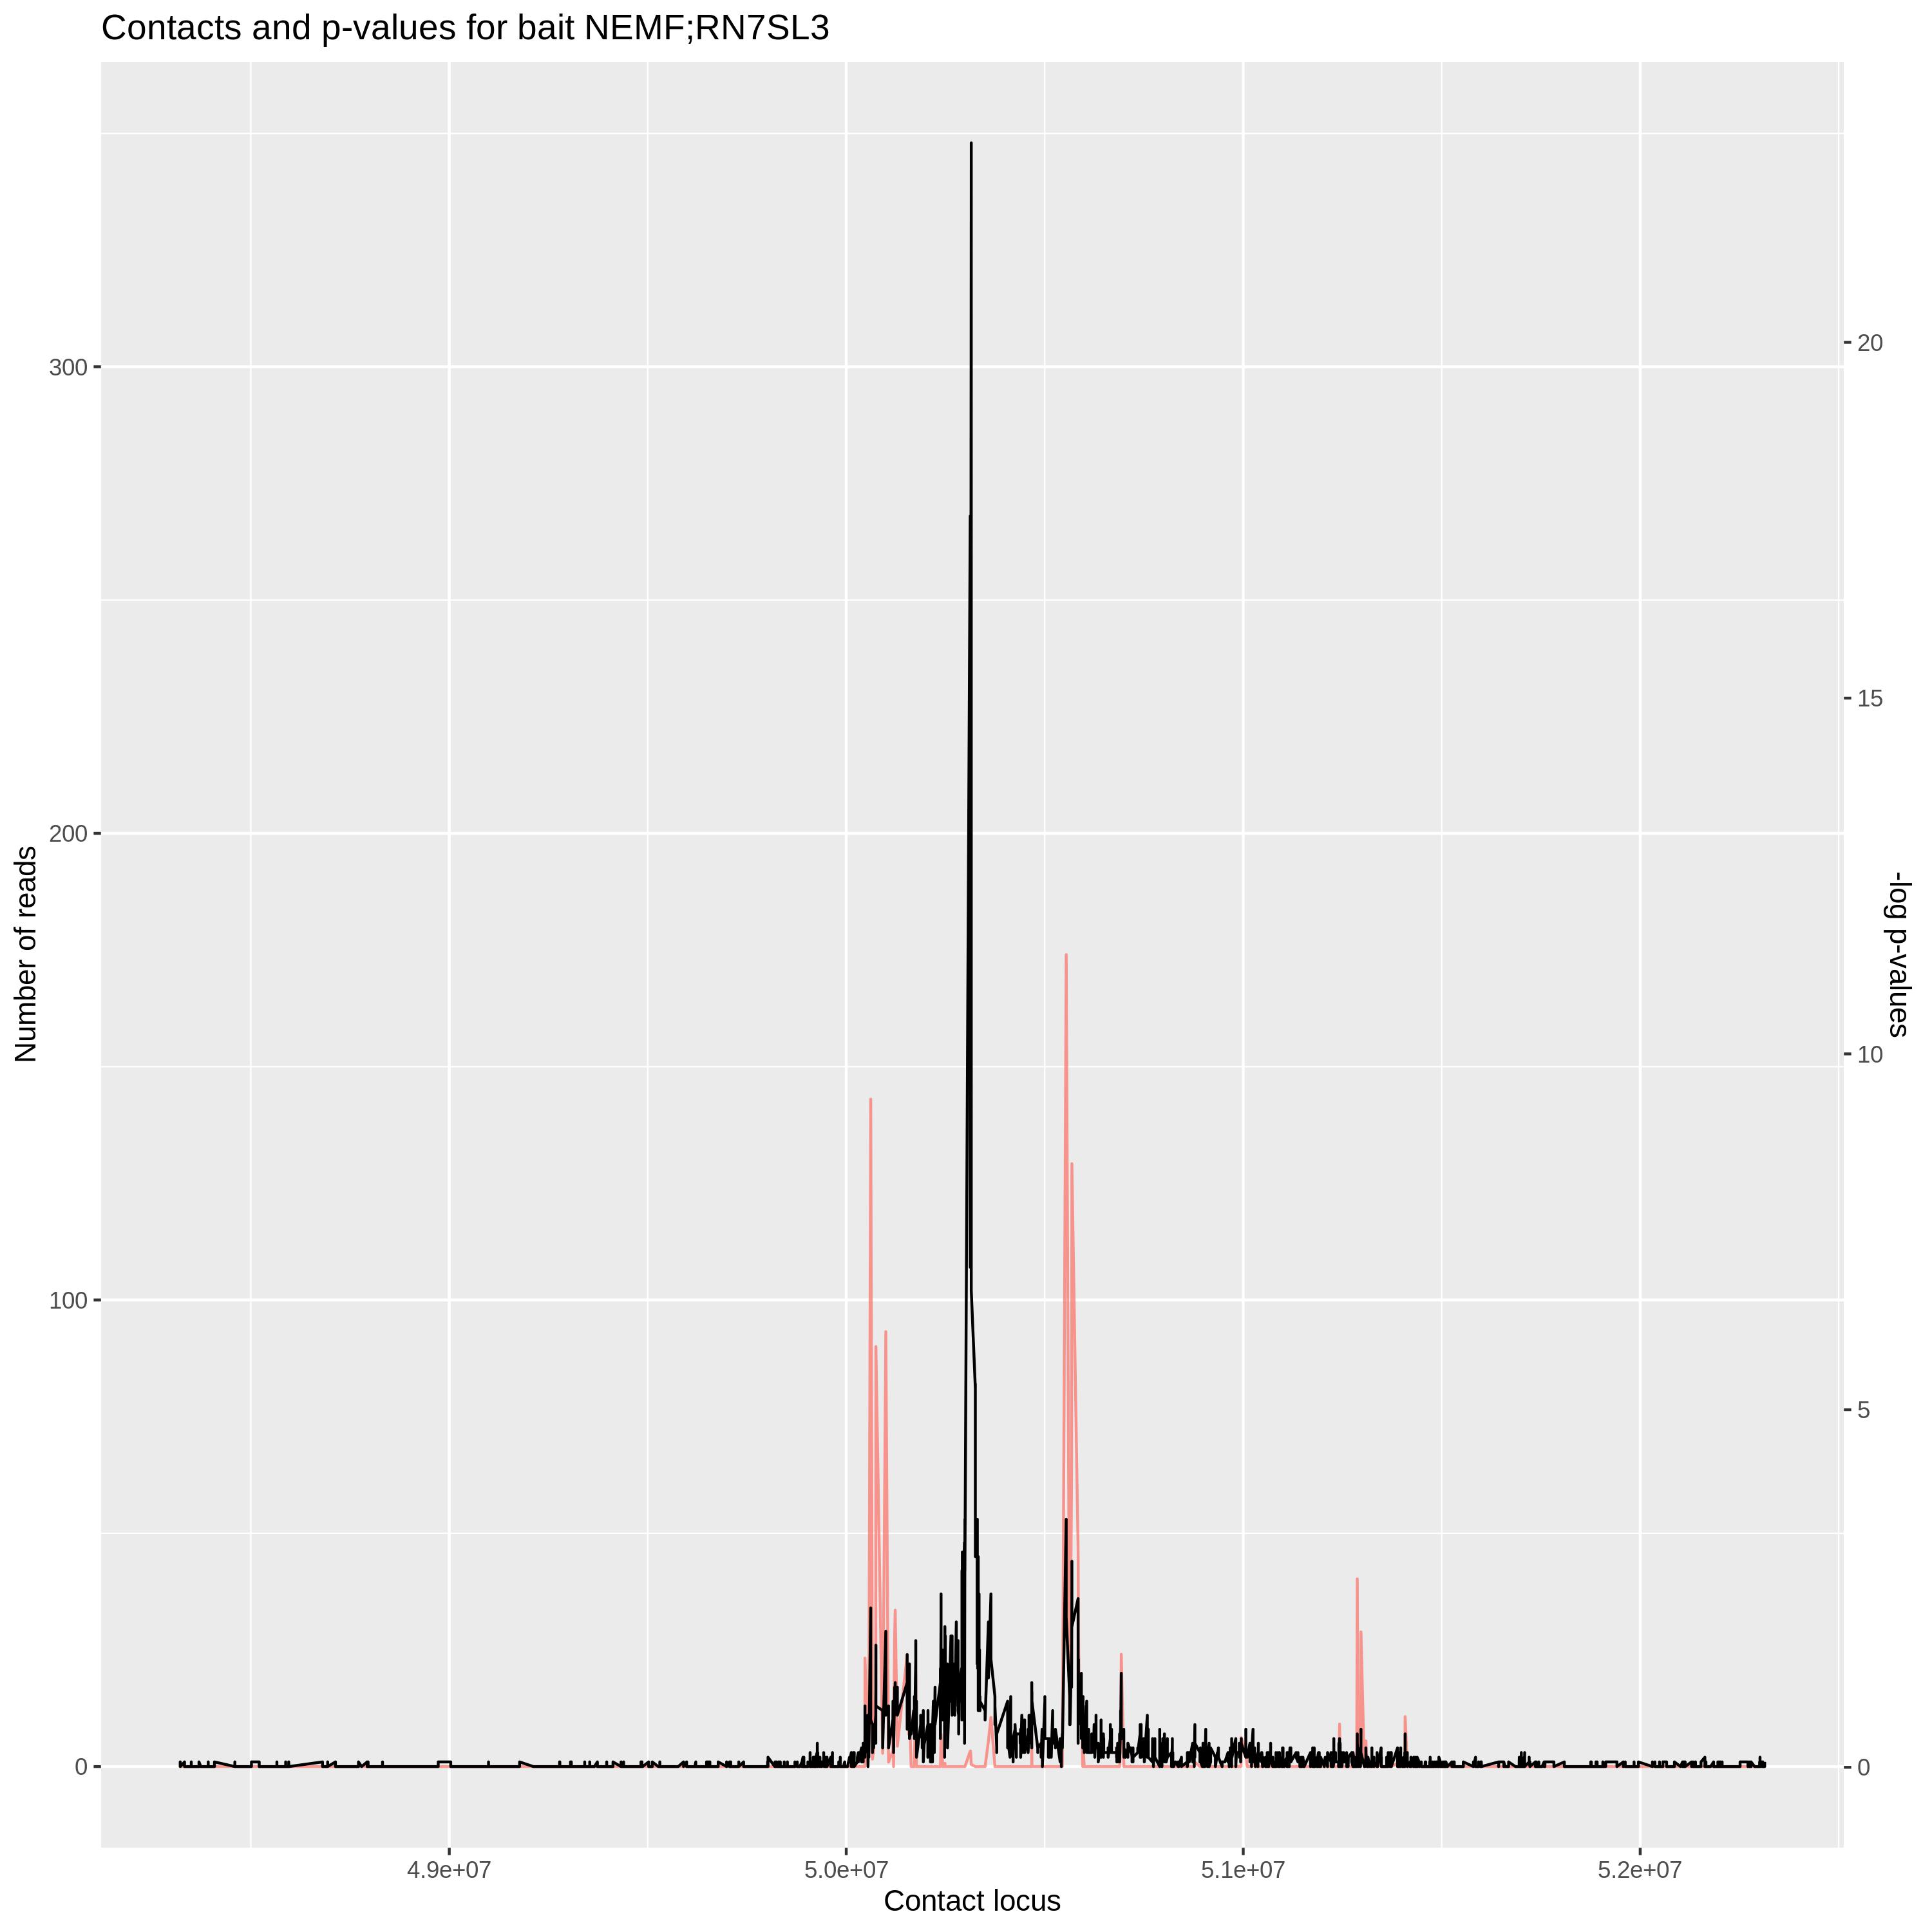 Contacts and p-values for bait NEMF;RN7SL3
300
200
100
0
Number of reads
20
15
10
5
0
-log p-values
4.9e+07 5.0e+07 5.1e+07 5.2e+07
Contact locus